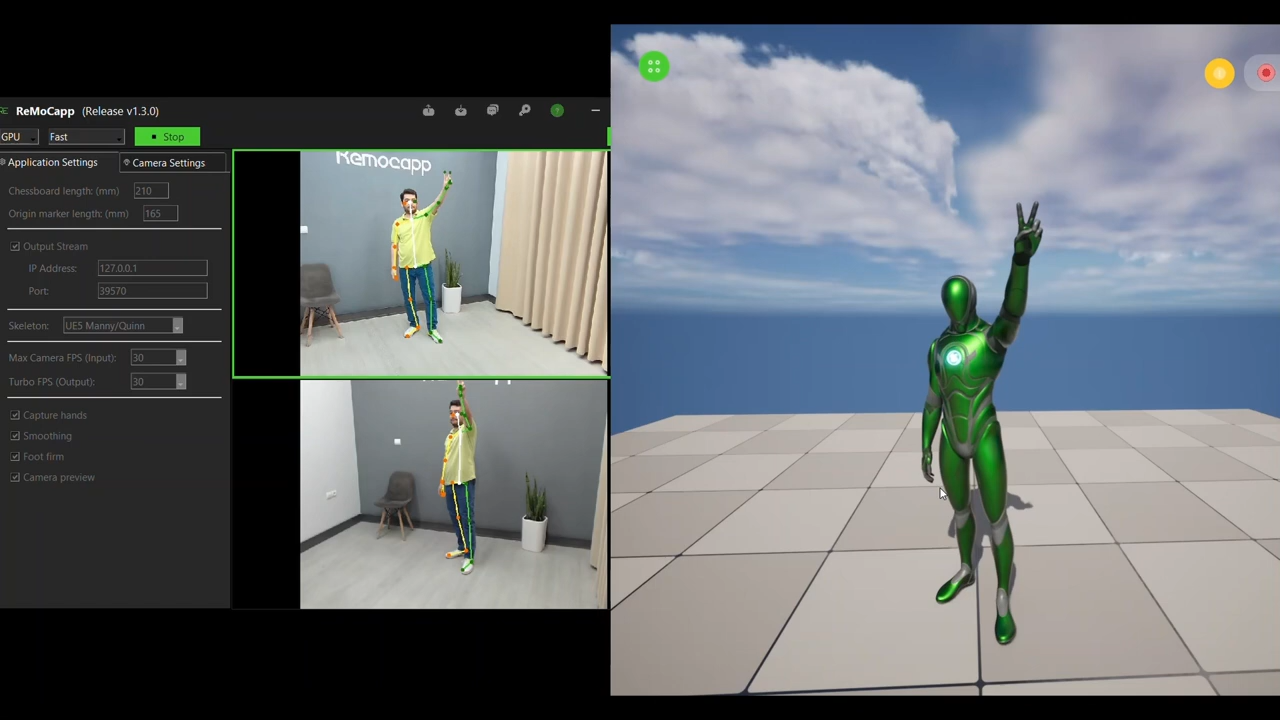 ReMoCapp (Release v1.3.0)
GPU Fast Stop
Application Settings Camera Settings
Chessboard length: (mm) 210
Origin marker length: (mm) 165
Output Stream
IP Address: 127.0.0.1
Port: 39570
Skeleton: UE5 Manny/Quinn
Max Camera FPS (Input): 30
Turbo FPS (Output): 30
Capture hands
Smoothing
Foot firm
Camera preview
Remocapp